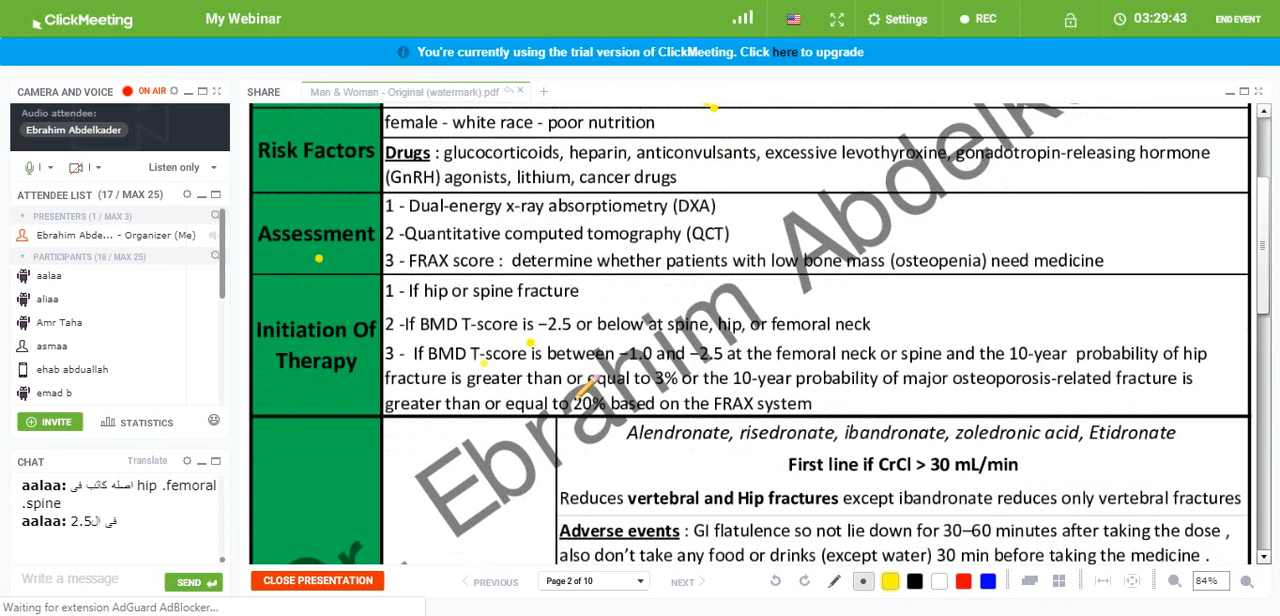 ClickMeeting
My Webinar
Settings
REC
03:29:43
END EVENT
You're currently using the trial version of ClickMeeting. Click here to upgrade
CAMERA AND VOICE
ON AIR
Audio attendee:
Ebrahim Abdelkader
Listen only
ATTENDEE LIST (17 / MAX 25)
PRESENTERS (1 / MAX 3)
Ebrahim Abde... - Organizer (Me)
PARTICIPANTS (16 / MAX 25)
aalaa
aliaa
Amr Taha
asmaa
ehab abduallah
emad b
INVITE
STATISTICS
CHAT
Translate
aalaa: اصله كاتب فى hip .femoral
.spine
aalaa: فى ال2.5
Write a message
SEND
SHARE
Man & Woman - Original (watermark).pdf
Risk Factors
female - white race - poor nutrition
Drugs : glucocorticoids, heparin, anticonvulsants, excessive levothyroxine, gonadotropin-releasing hormone
(GnRH) agonists, lithium, cancer drugs
Assessment
1 - Dual-energy x-ray absorptiometry (DXA)
2 -Quantitative computed tomography (QCT)
3 - FRAX score : determine whether patients with low bone mass (osteopenia) need medicine
Initiation Of
Therapy
1 - If hip or spine fracture
2 -If BMD T-score is −2.5 or below at spine, hip, or femoral neck
3 - If BMD T-score is between −1.0 and −2.5 at the femoral neck or spine and the 10-year probability of hip
fracture is greater than or equal to 3% or the 10-year probability of major osteoporosis-related fracture is
greater than or equal to 20% based on the FRAX system
Alendronate, risedronate, ibandronate, zoledronic acid, Etidronate
First line if CrCl > 30 mL/min
Reduces vertebral and Hip fractures except ibandronate reduces only vertebral fractures
Adverse events : GI flatulence so not lie down for 30–60 minutes after taking the dose ,
also don't take any food or drinks (except water) 30 min before taking the medicine .
Ebrahim Abdelk
CLOSE PRESENTATION
PREVIOUS
Page 2 of 10
NEXT
84%
Waiting for extension AdGuard AdBlocker...